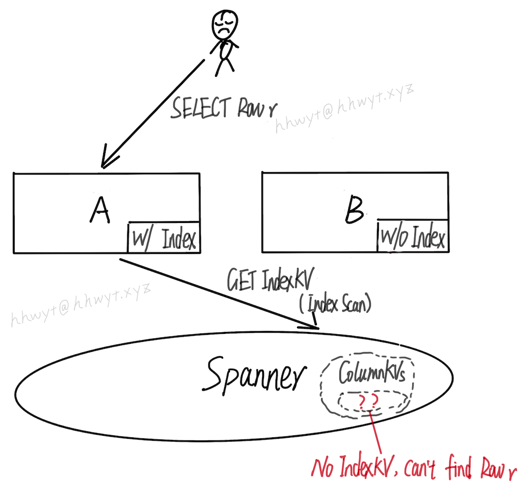 SELECT Row r
hhwyt@hhwyt.xyz
A
W/ Index
B
W/O Index
GET IndexKV
(Index Scan)
hhwyt@hhwyt.xyz
Spanner
ColumnKVs
??
No IndexKV, can't find Row r